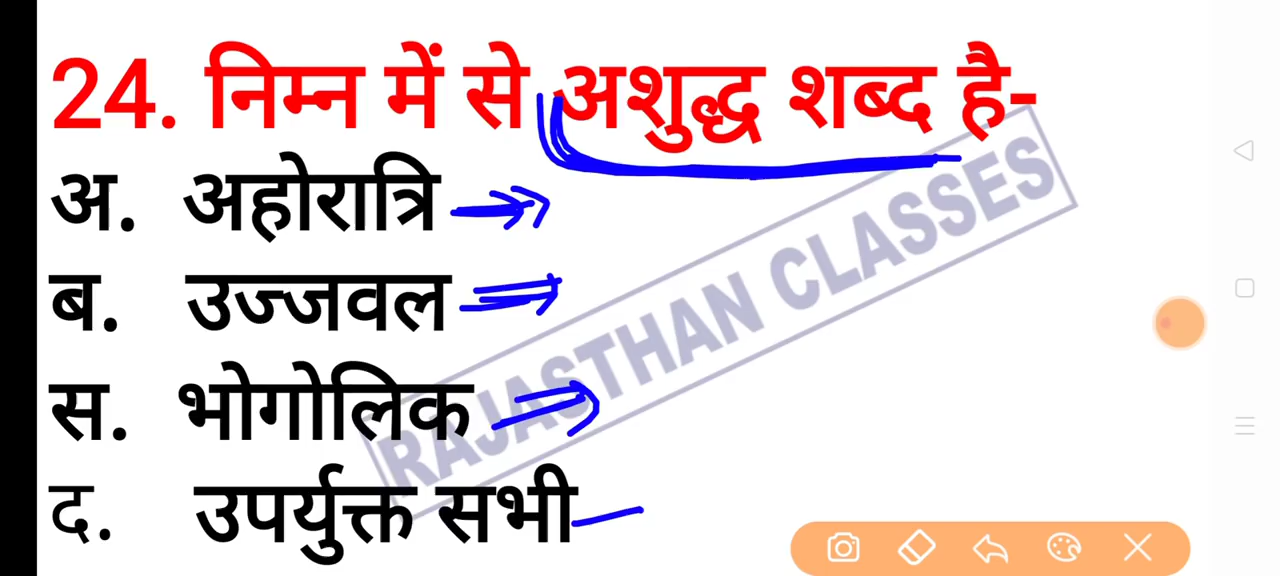 24. निम्न में से अशुद्ध शब्द है-
अ. अहोरात्रि
ब. उज्जवल
स. भोगोलिक
द. उपर्युक्त सभी
RAJASTHAN CLASSES